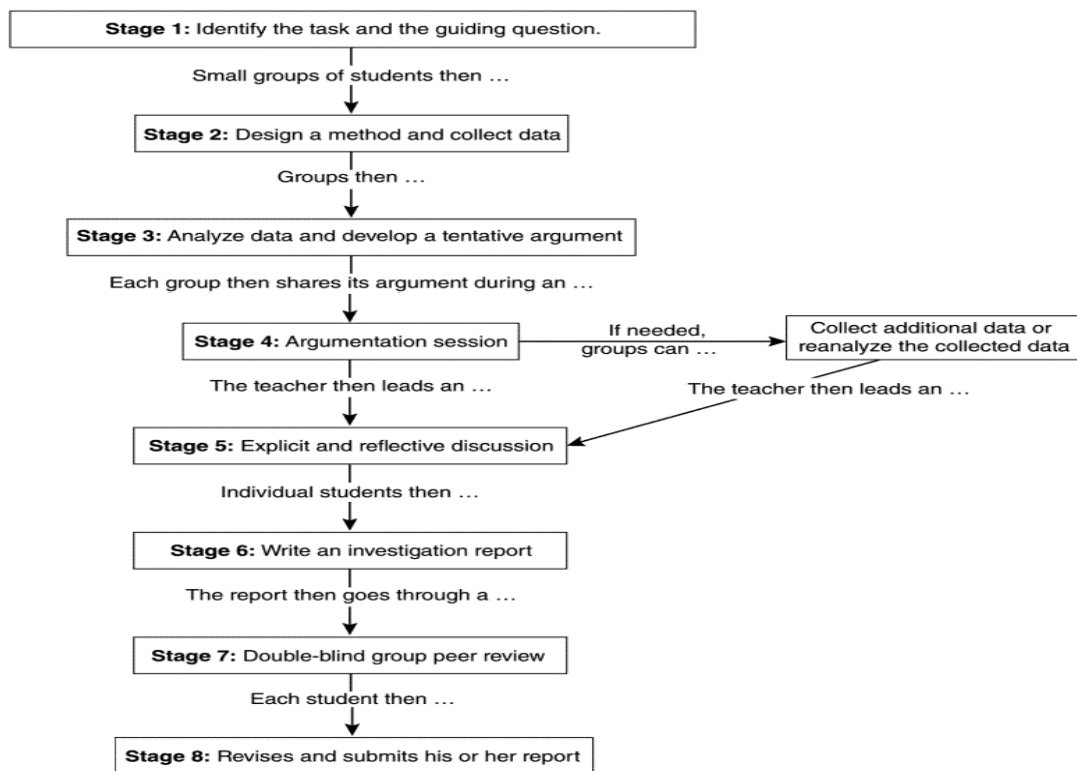 Stage 1: Identify the task and the guiding question.
Small groups of students then …
Stage 2: Design a method and collect data
Groups then …
Stage 3: Analyze data and develop a tentative argument
Each group then shares its argument during an …
Stage 4: Argumentation session
If needed,
groups can …
Collect additional data or
reanalyze the collected data
The teacher then leads an …
The teacher then leads an …
Stage 5: Explicit and reflective discussion
Individual students then …
Stage 6: Write an investigation report
The report then goes through a …
Stage 7: Double-blind group peer review
Each student then …
Stage 8: Revises and submits his or her report